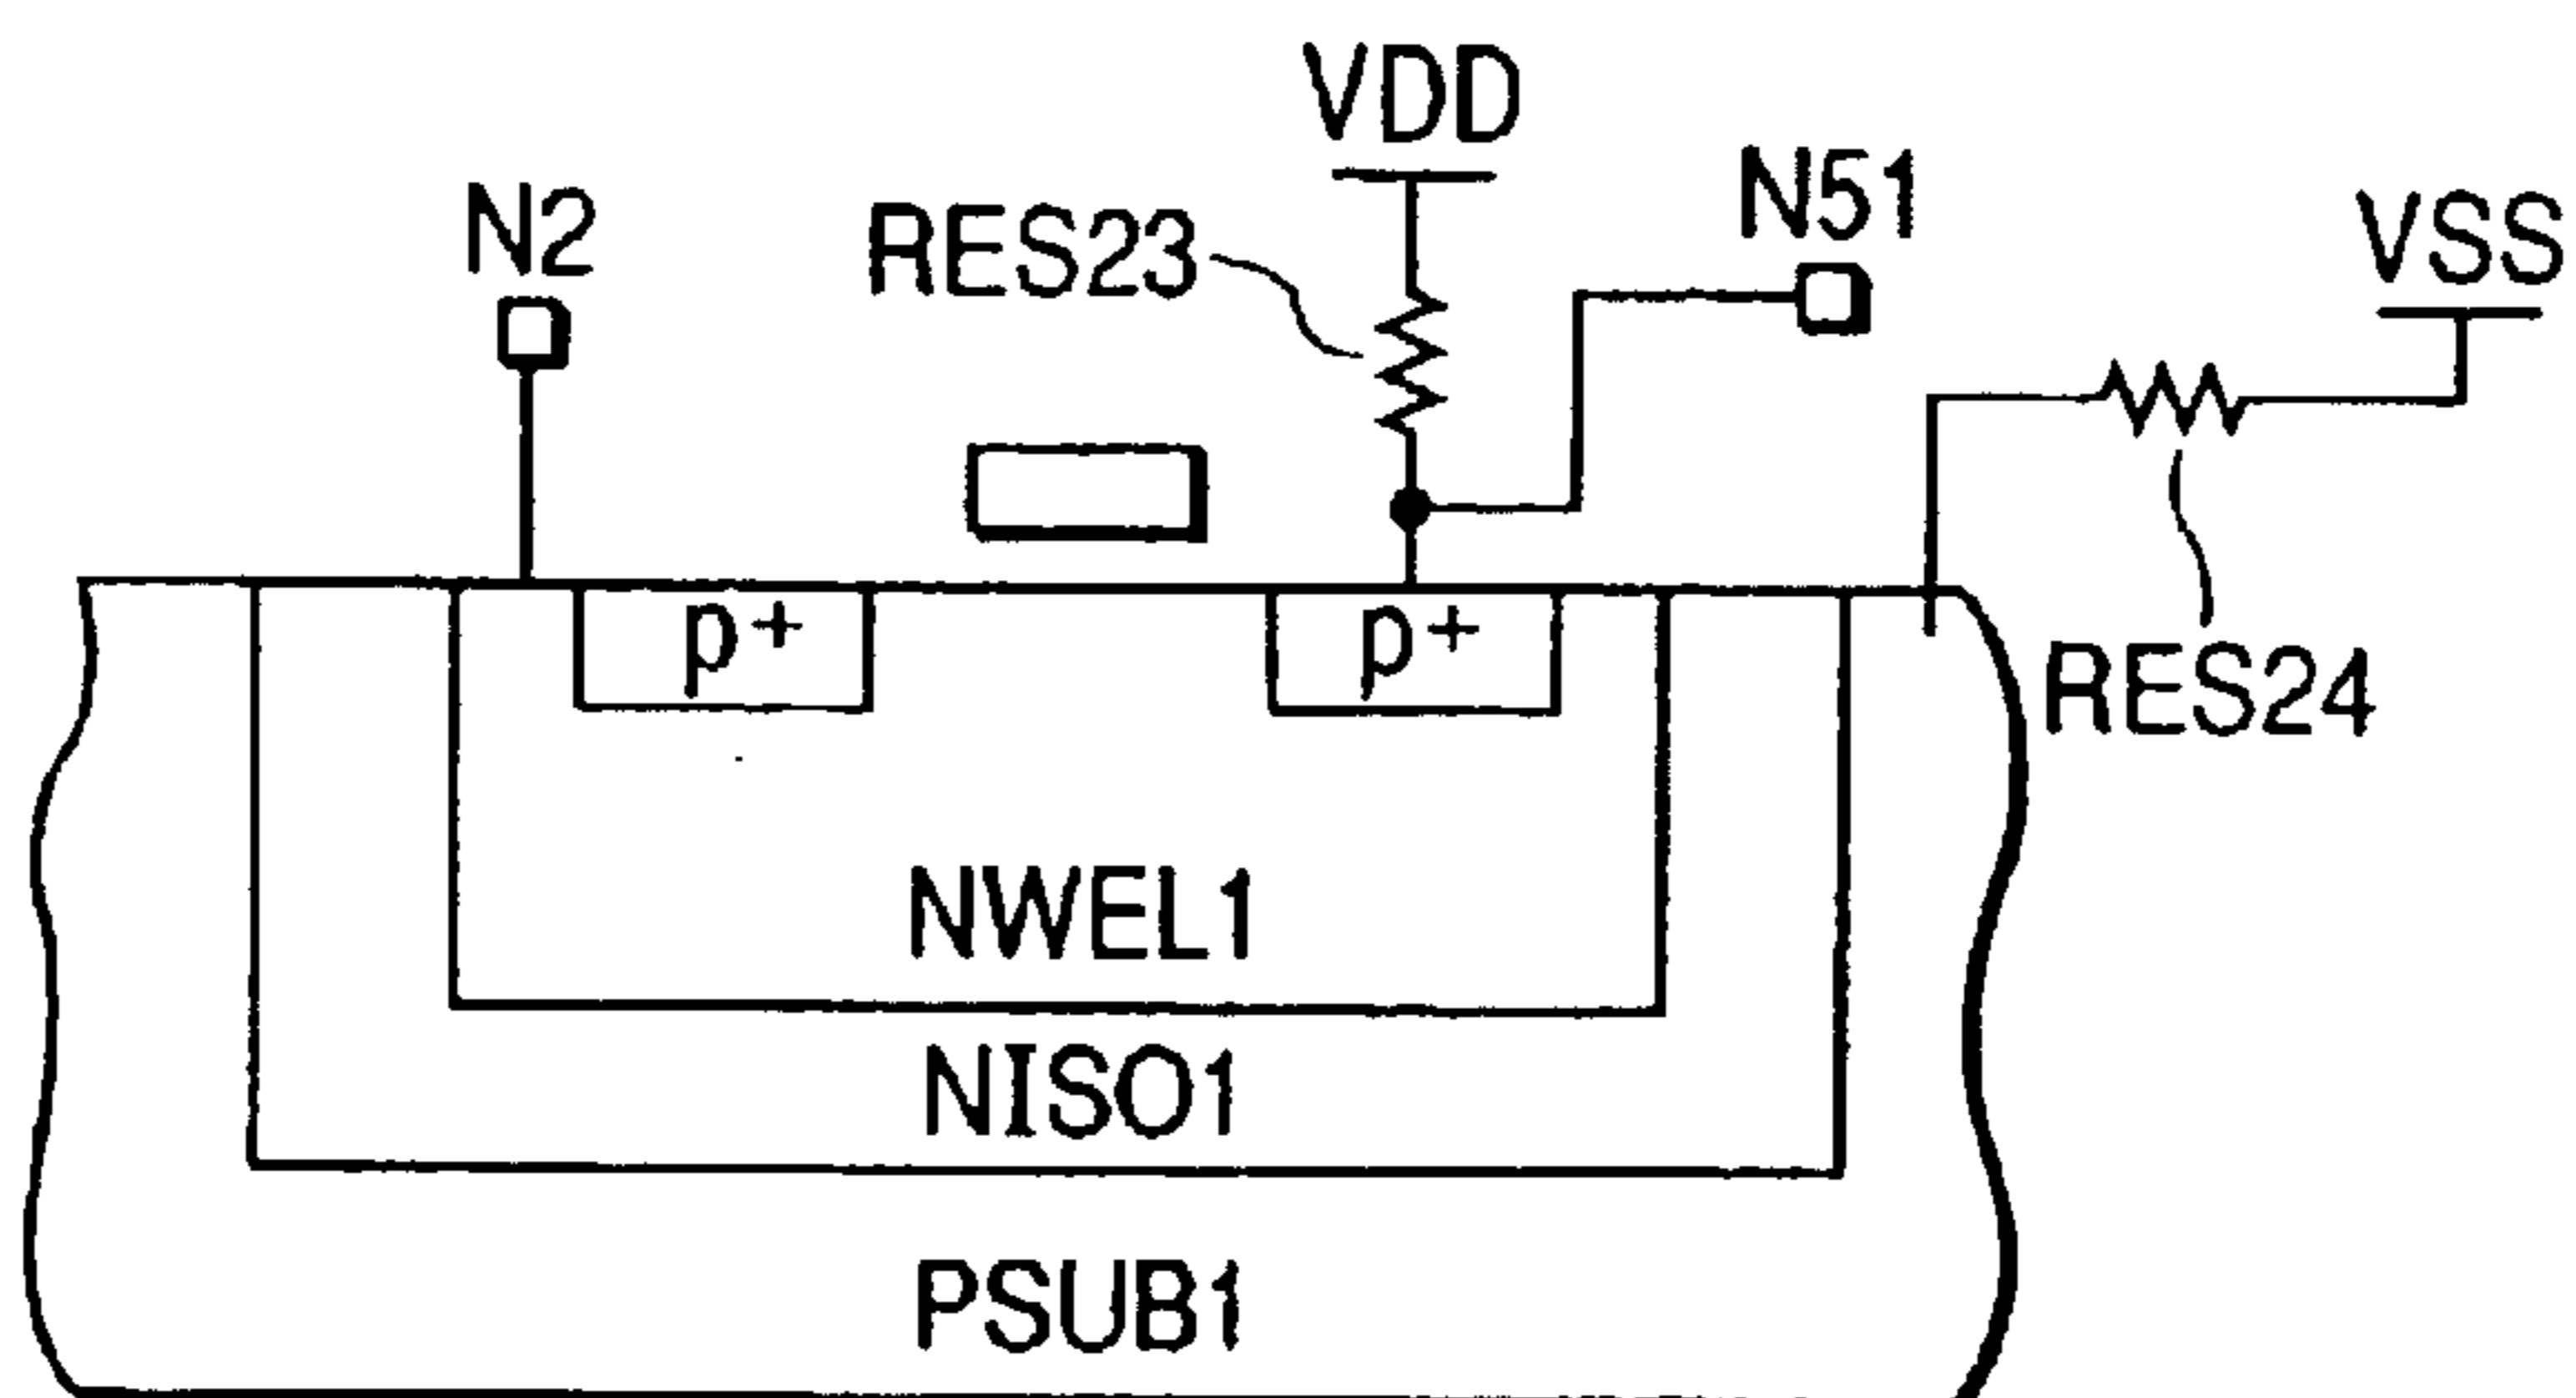 VDD
N51
N2
RES23
VSS
p+
p+
RES24
NWEL1
NISO1
PSUB1